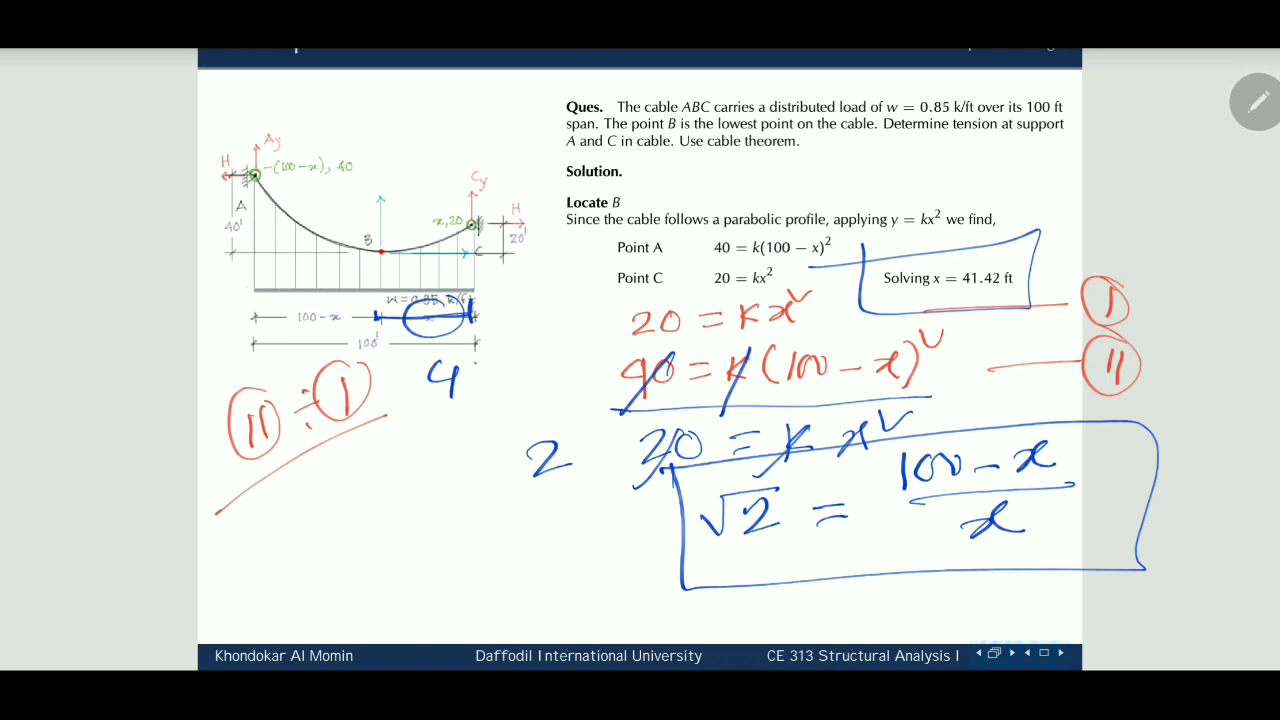 Ques. The cable ABC carries a distributed load of w = 0.85 k/ft over its 100 ft
span. The point B is the lowest point on the cable. Determine tension at support
A and C in cable. Use cable theorem.
Solution.
Locate B
Since the cable follows a parabolic profile, applying y = kx² we find,
Point A 40 = k(100 − x)²
Point C 20 = kx²
Solving x = 41.42 ft
Ay
H
-(100-x), 40
A
40'
B
Cy
x,20
H
20'
C
w=0.85 k/ft
100-x
x
100'
20 = kx²
I
40 = k(100-x)²
II
II ÷ I
4
2
20 = kx²
√2 = 100-x
x
Khondokar Al Momin Daffodil International University CE 313 Structural Analysis I